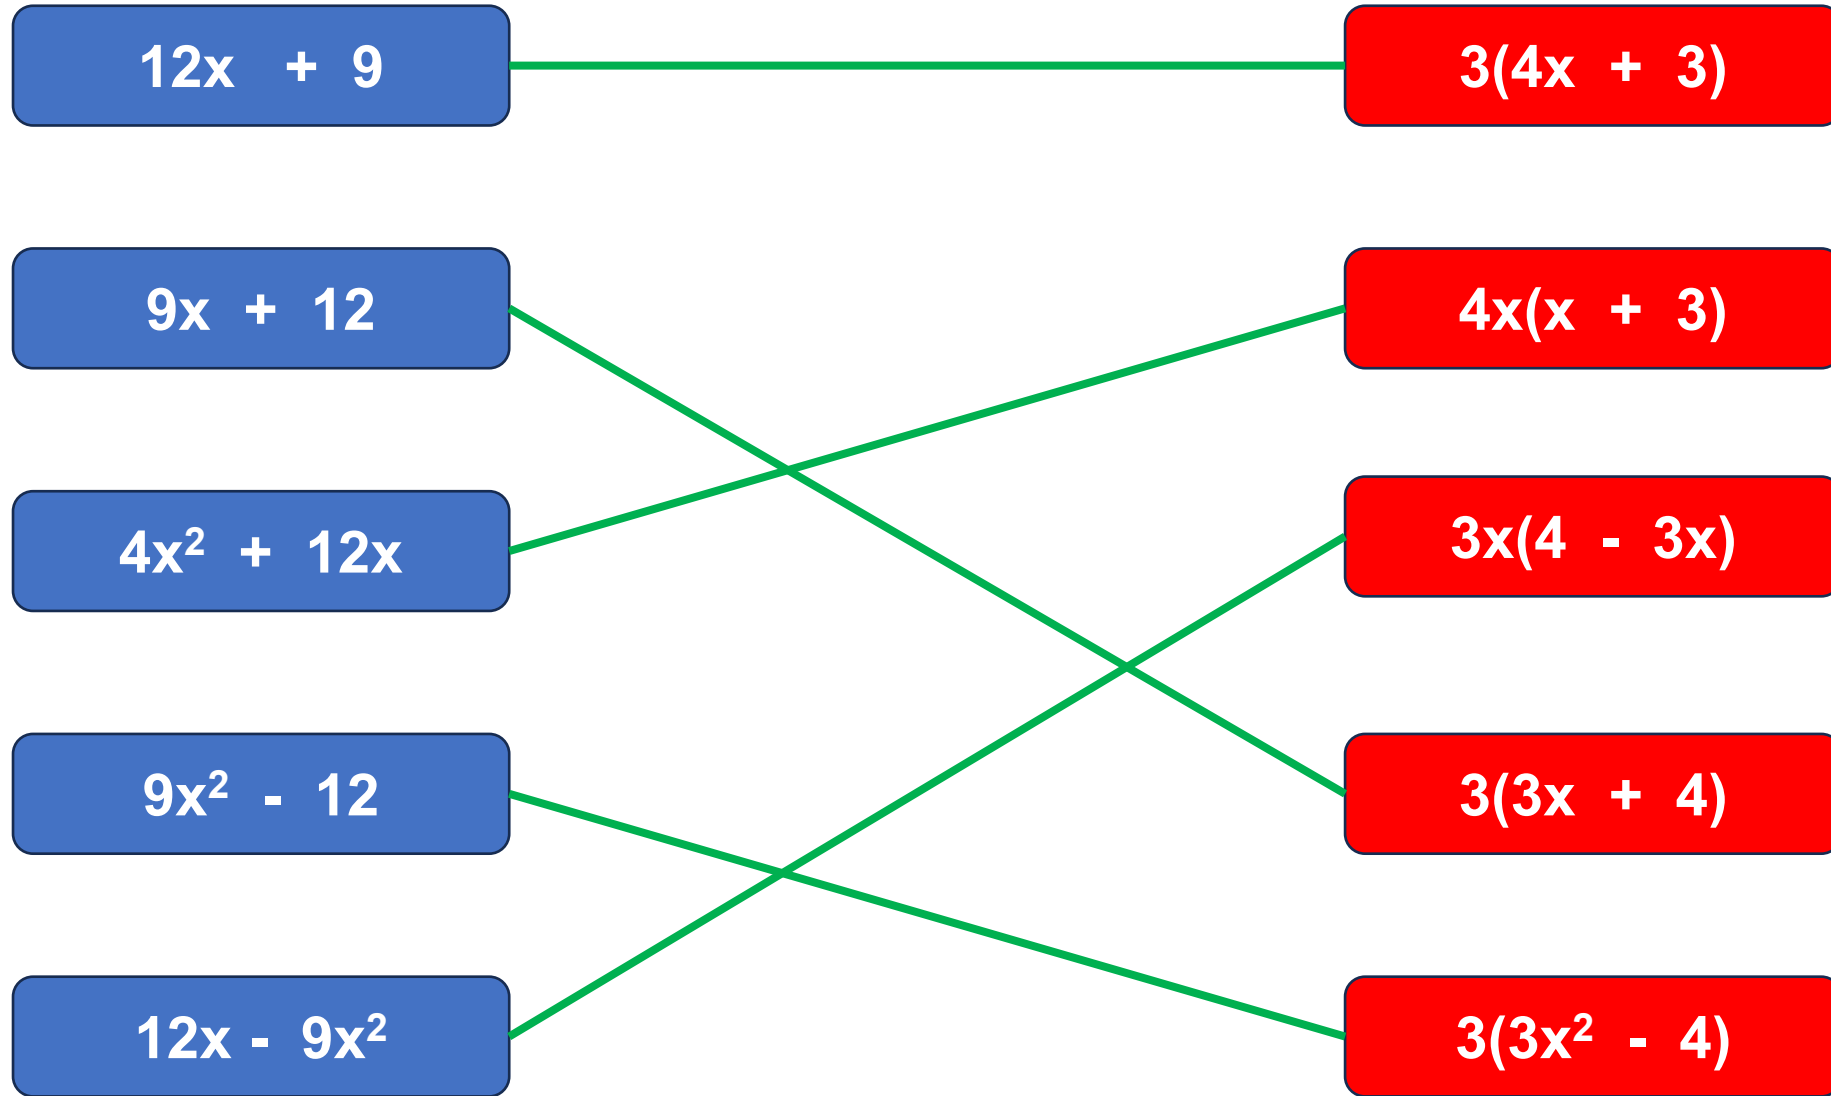 12x + 9
3(4x + 3)
9x + 12
4x(x + 3)
4x² + 12x
3x(4 - 3x)
9x² - 12
3(3x + 4)
12x - 9x²
3(3x² - 4)